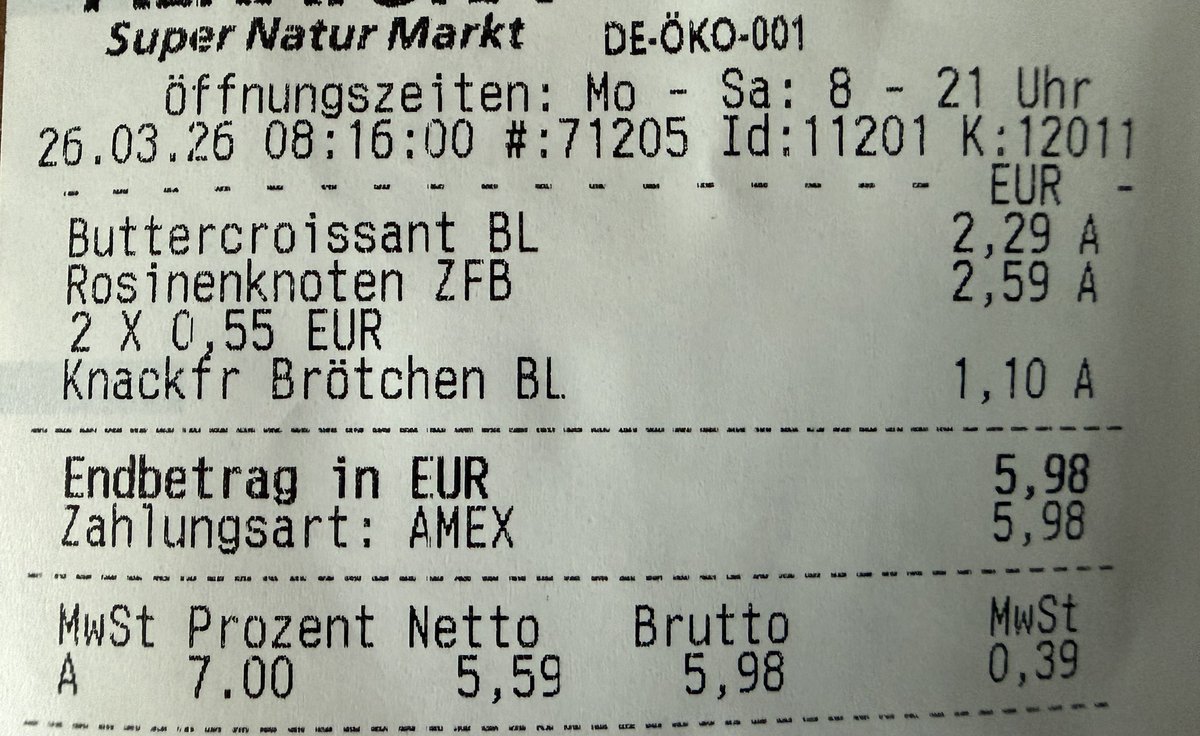 Super Natur Markt DE-ÖKO-001
Öffnungszeiten: Mo - Sa: 8 - 21 Uhr
26.03.26 08:16:00 #:71205 Id:11201 K:12011
EUR
Buttercroissant BL 2,29 A
Rosinenknoten ZFB 2,59 A
2 X 0,55 EUR
Knackfr Brötchen BL 1,10 A
Endbetrag in EUR 5,98
Zahlungsart: AMEX 5,98
MwSt Prozent Netto Brutto MwSt
A 7.00 5,59 5,98 0,39